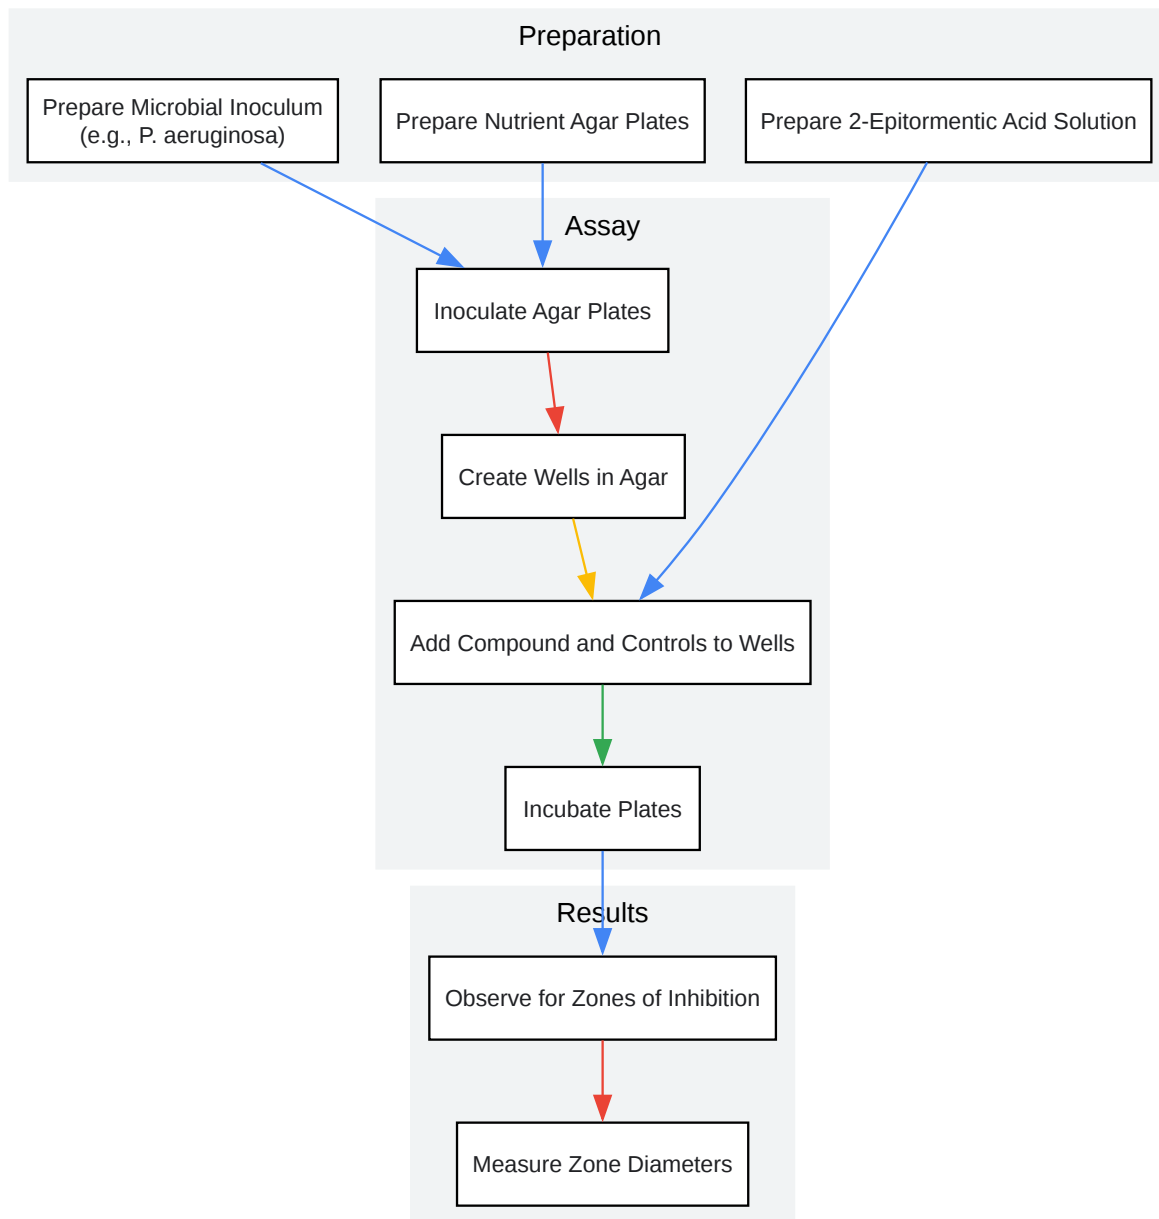 Preparation
Prepare Microbial Inoculum
(e.g., P. aeruginosa)
Prepare Nutrient Agar Plates
Prepare 2-Epitormentic Acid Solution
Assay
Inoculate Agar Plates
Create Wells in Agar
Add Compound and Controls to Wells
Incubate Plates
Results
Observe for Zones of Inhibition
Measure Zone Diameters